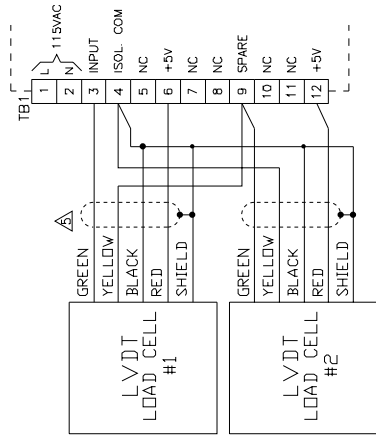 115VAC
L
N
INPUT
ISOL. COM
NC
+5V
NC
NC
SPARE
NC
NC
+5V
TB1
1
2
3
4
5
6
7
8
9
10
11
12
5
GREEN
YELLOW
BLACK
RED
SHIELD
GREEN
YELLOW
BLACK
RED
SHIELD
LVDT
LOAD CELL
#1
LVDT
LOAD CELL
#2